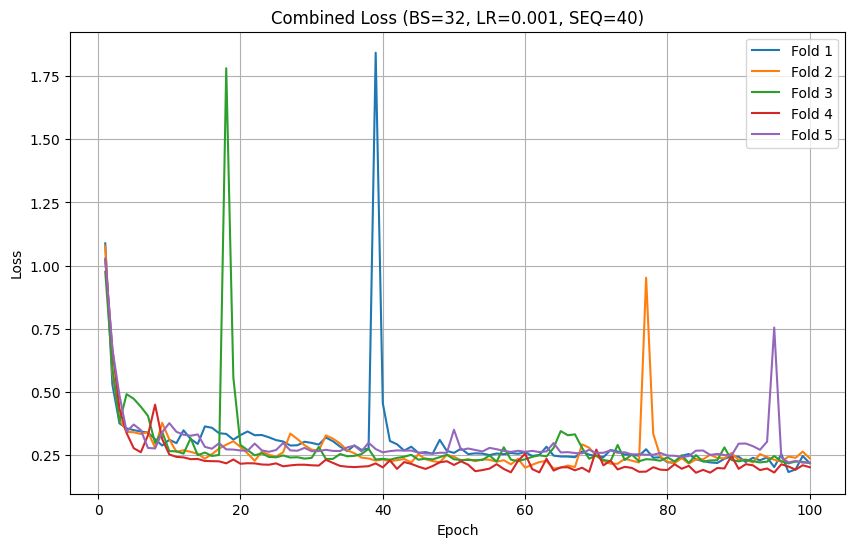 Combined Loss (BS=32, LR=0.001, SEQ=40)
Fold 1
Fold 2
Fold 3
Fold 4
Fold 5
Loss
1.75
1.50
1.25
1.00
0.75
0.50
0.25
0
20
40
60
80
100
Epoch